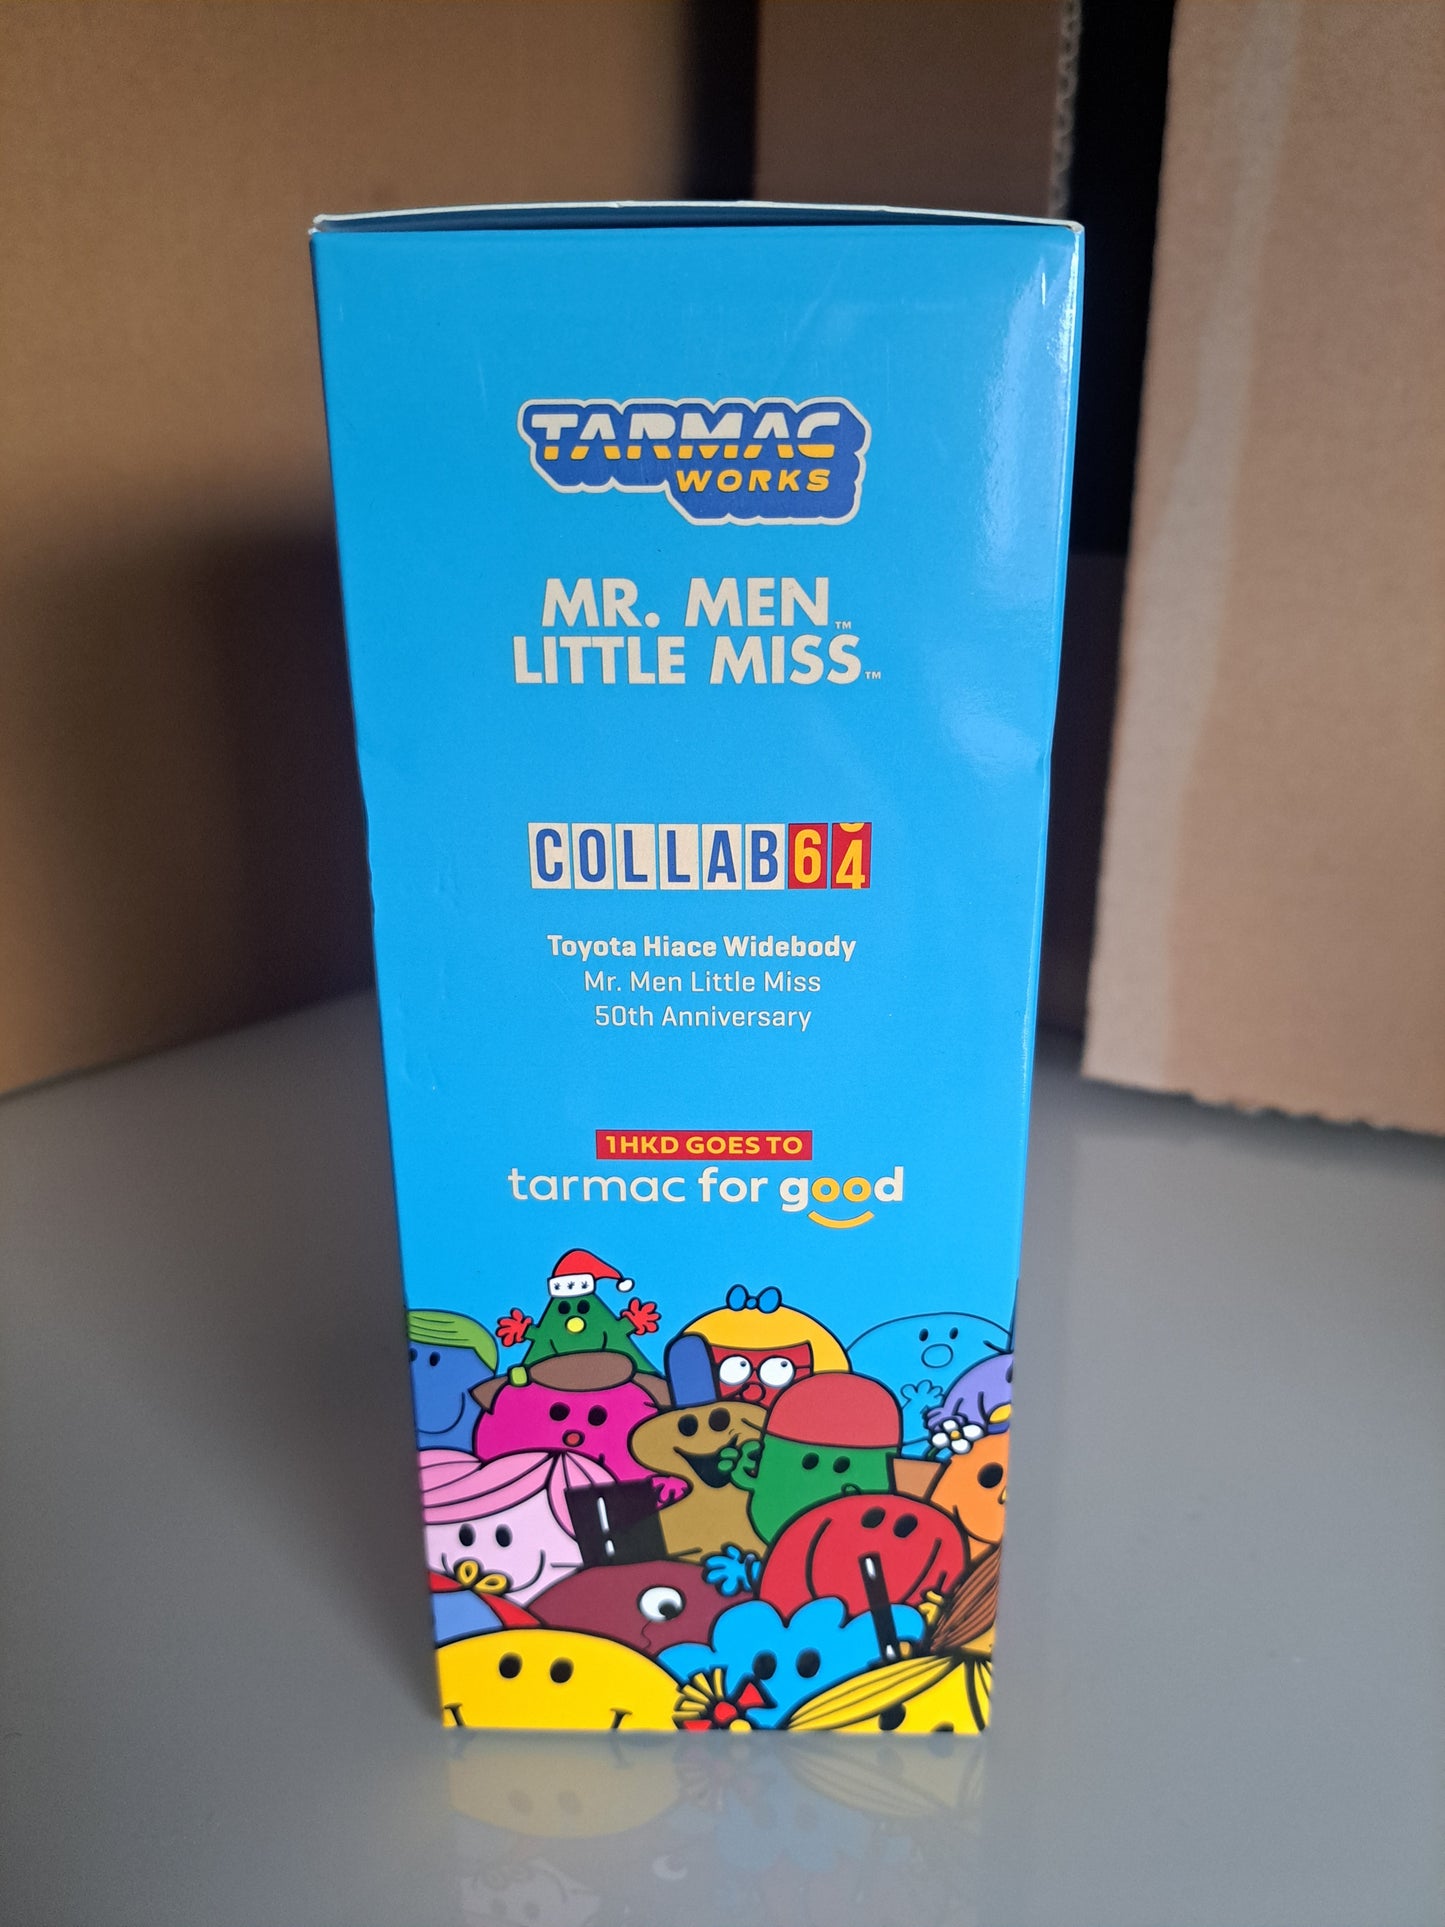 TARMAC
WORKS
MR. MEN™
LITTLE MISS™
COLLAB64
Toyota Hiace Widebody
Mr. Men Little Miss
50th Anniversary
1HKD GOES TO
tarmac for good